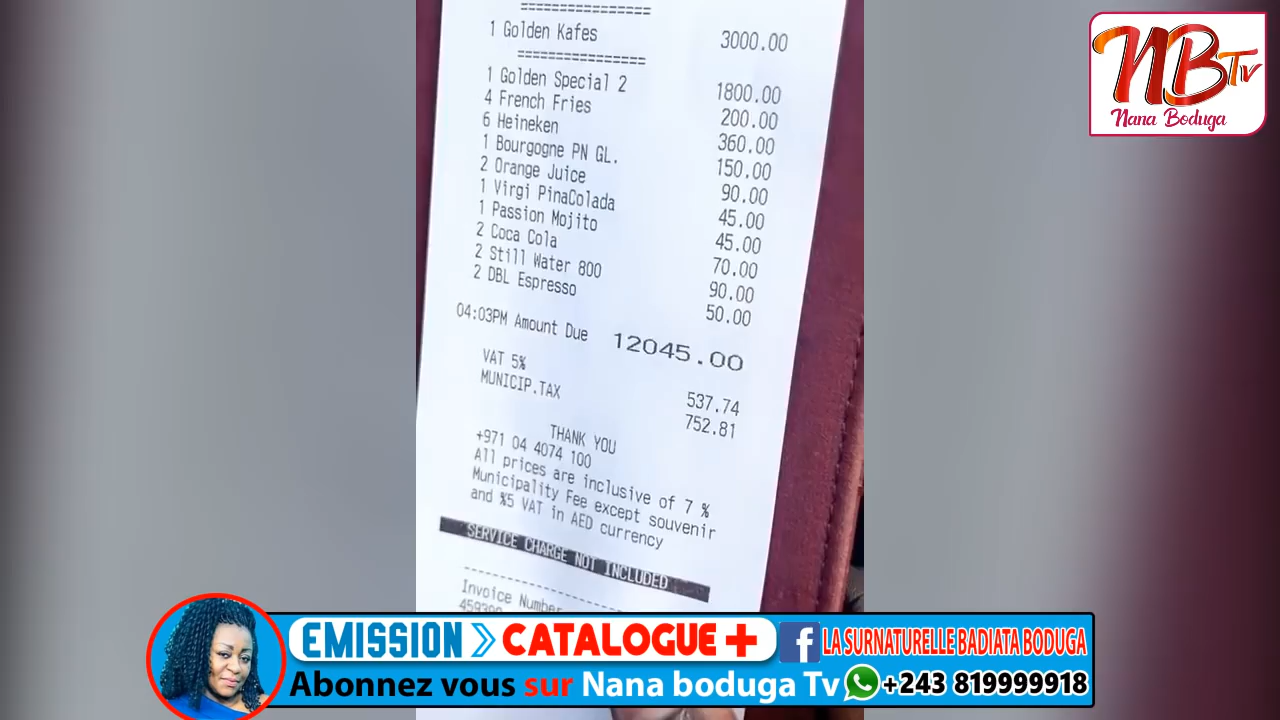 ===============
1 Golden Kafes 3000.00
===============
1 Golden Special 2 1800.00
4 French Fries 200.00
6 Heineken 360.00
1 Bourgogne PN GL. 150.00
2 Orange Juice 90.00
1 Virgi PinaColada 45.00
1 Passion Mojito 45.00
2 Coca Cola 70.00
2 Still Water 800 90.00
2 DBL Espresso 50.00
04:03PM Amount Due 12045.00
VAT 5% 537.74
MUNICIP.TAX 752.81
THANK YOU
+971 04 4074 100
All prices are inclusive of 7 %
Municipality Fee except souvenir
and %5 VAT in AED currency
SERVICE CHARGE NOT INCLUDED
Invoice Number
NB Tv
Nana Boduga
EMISSION CATALOGUE+
LA SURNATURELLE BADIATA BODUGA
Abonnez vous sur Nana boduga Tv +243 819999918